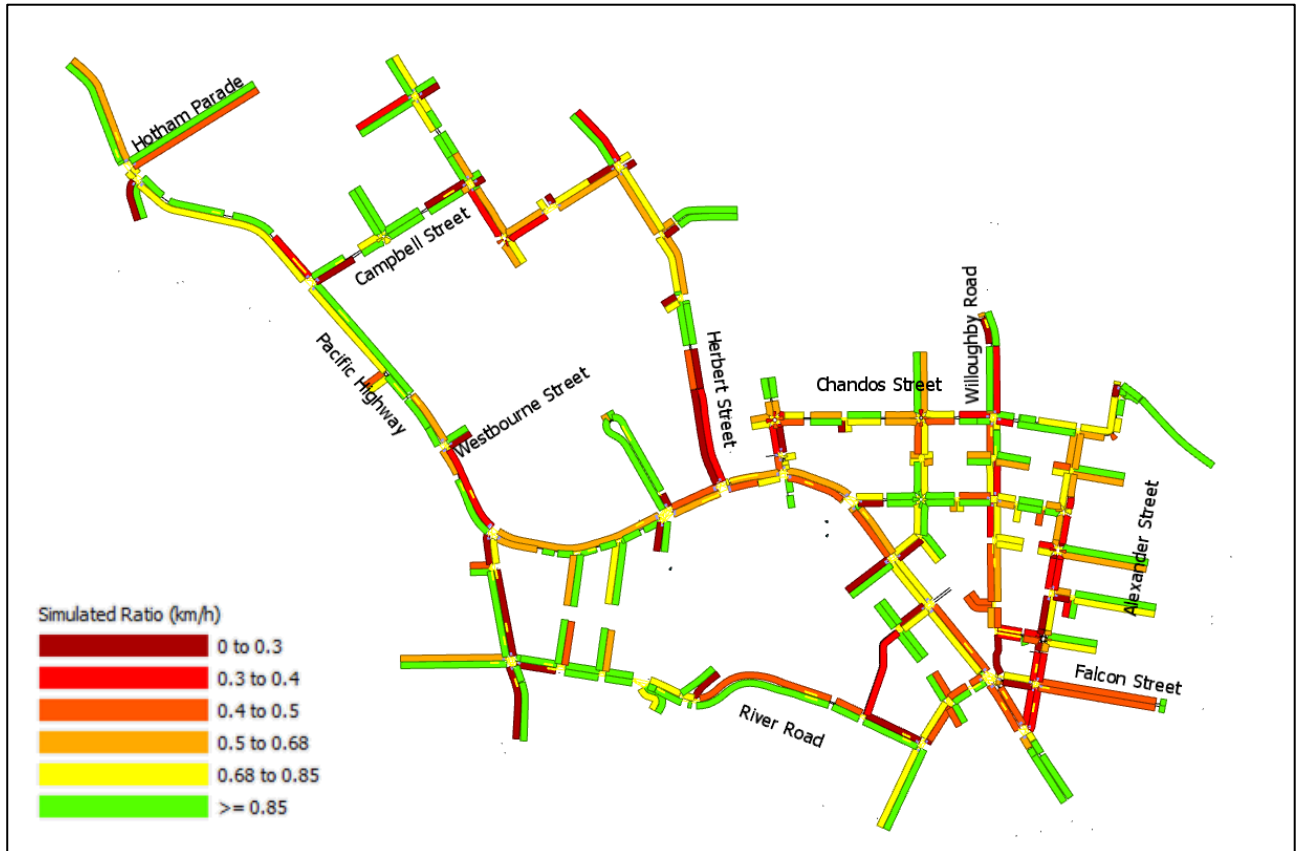 Hotham Parade
Campbell Street
Pacific Highway
Westbourne Street
Herbert Street
Chandos Street
Willoughby Road
Alexander Street
Falcon Street
River Road
Simulated Ratio (km/h)
0 to 0.3
0.3 to 0.4
0.4 to 0.5
0.5 to 0.68
0.68 to 0.85
>= 0.85